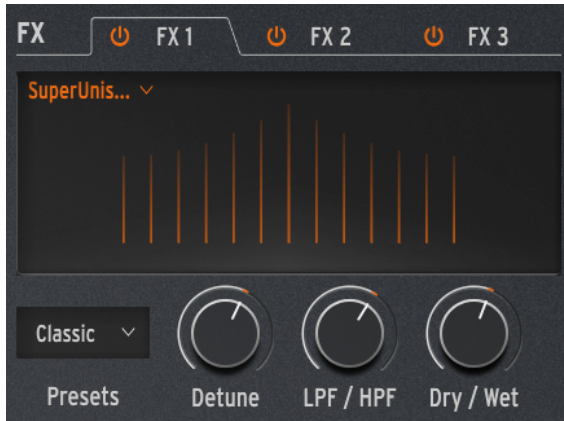 FX FX 1 FX 2 FX 3
SuperUnis...
Classic
Presets Detune LPF / HPF Dry / Wet